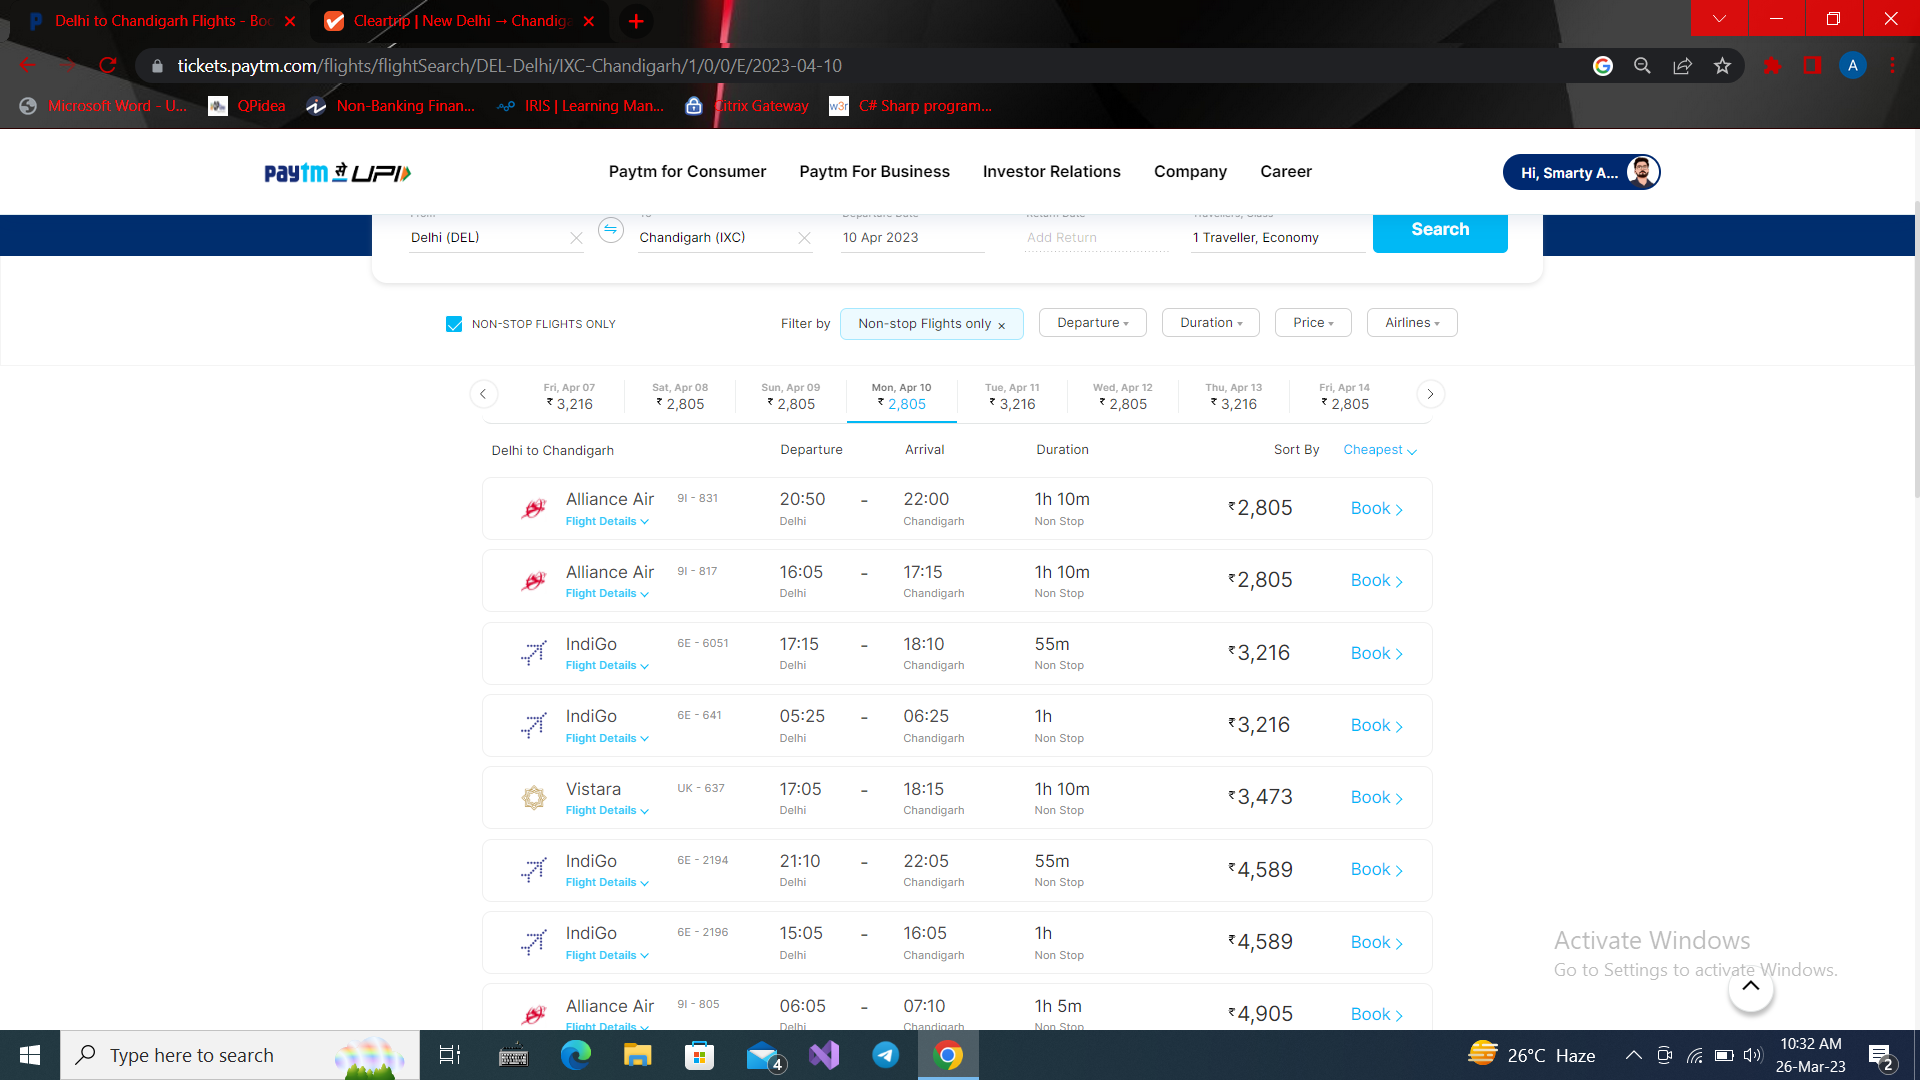 Delhi to Chandigarh Flights - Boo
Cleartrip | New Delhi → Chandiga
tickets.paytm.com/flights/flightSearch/DEL-Delhi/IXC-Chandigarh/1/0/0/E/2023-04-10
A
Microsoft Word - U... QPidea Non-Banking Finan... IRIS | Learning Man... Citrix Gateway w3r C# Sharp program...
paytm से UPI Paytm for Consumer Paytm For Business Investor Relations Company Career Hi, Smarty A...
Delhi (DEL) Chandigarh (IXC) 10 Apr 2023 Add Return 1 Traveller, Economy Search
NON-STOP FLIGHTS ONLY Filter by Non-stop Flights only × Departure Duration Price Airlines
Fri, Apr 07 Sat, Apr 08 Sun, Apr 09 Mon, Apr 10 Tue, Apr 11 Wed, Apr 12 Thu, Apr 13 Fri, Apr 14
₹ 3,216 ₹ 2,805 ₹ 2,805 ₹ 2,805 ₹ 3,216 ₹ 2,805 ₹ 3,216 ₹ 2,805
Delhi to Chandigarh Departure Arrival Duration Sort By Cheapest
Alliance Air 9I - 831 20:50 - 22:00 1h 10m ₹2,805 Book
Flight Details Delhi Chandigarh Non Stop
Alliance Air 9I - 817 16:05 - 17:15 1h 10m ₹2,805 Book
Flight Details Delhi Chandigarh Non Stop
IndiGo 6E - 6051 17:15 - 18:10 55m ₹3,216 Book
Flight Details Delhi Chandigarh Non Stop
IndiGo 6E - 641 05:25 - 06:25 1h ₹3,216 Book
Flight Details Delhi Chandigarh Non Stop
Vistara UK - 637 17:05 - 18:15 1h 10m ₹3,473 Book
Flight Details Delhi Chandigarh Non Stop
IndiGo 6E - 2194 21:10 - 22:05 55m ₹4,589 Book
Flight Details Delhi Chandigarh Non Stop
IndiGo 6E - 2196 15:05 - 16:05 1h ₹4,589 Book
Flight Details Delhi Chandigarh Non Stop
Alliance Air 9I - 805 06:05 - 07:10 1h 5m ₹4,905 Book
Flight Details Delhi Chandigarh Non Stop
Activate Windows
Go to Settings to activate Windows.
Type here to search 4 26°C Haze 10:32 AM
26-Mar-23 2